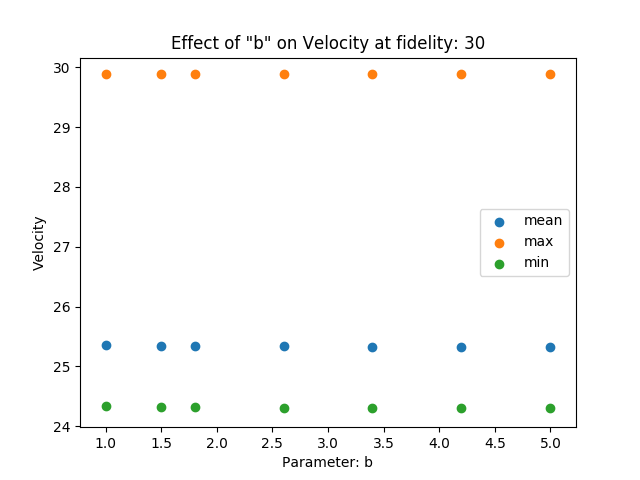 Effect of "b" on Velocity at fidelity: 30
30
29
28
27
26
25
24
Velocity
mean
max
min
1.0 1.5 2.0 2.5 3.0 3.5 4.0 4.5 5.0
Parameter: b